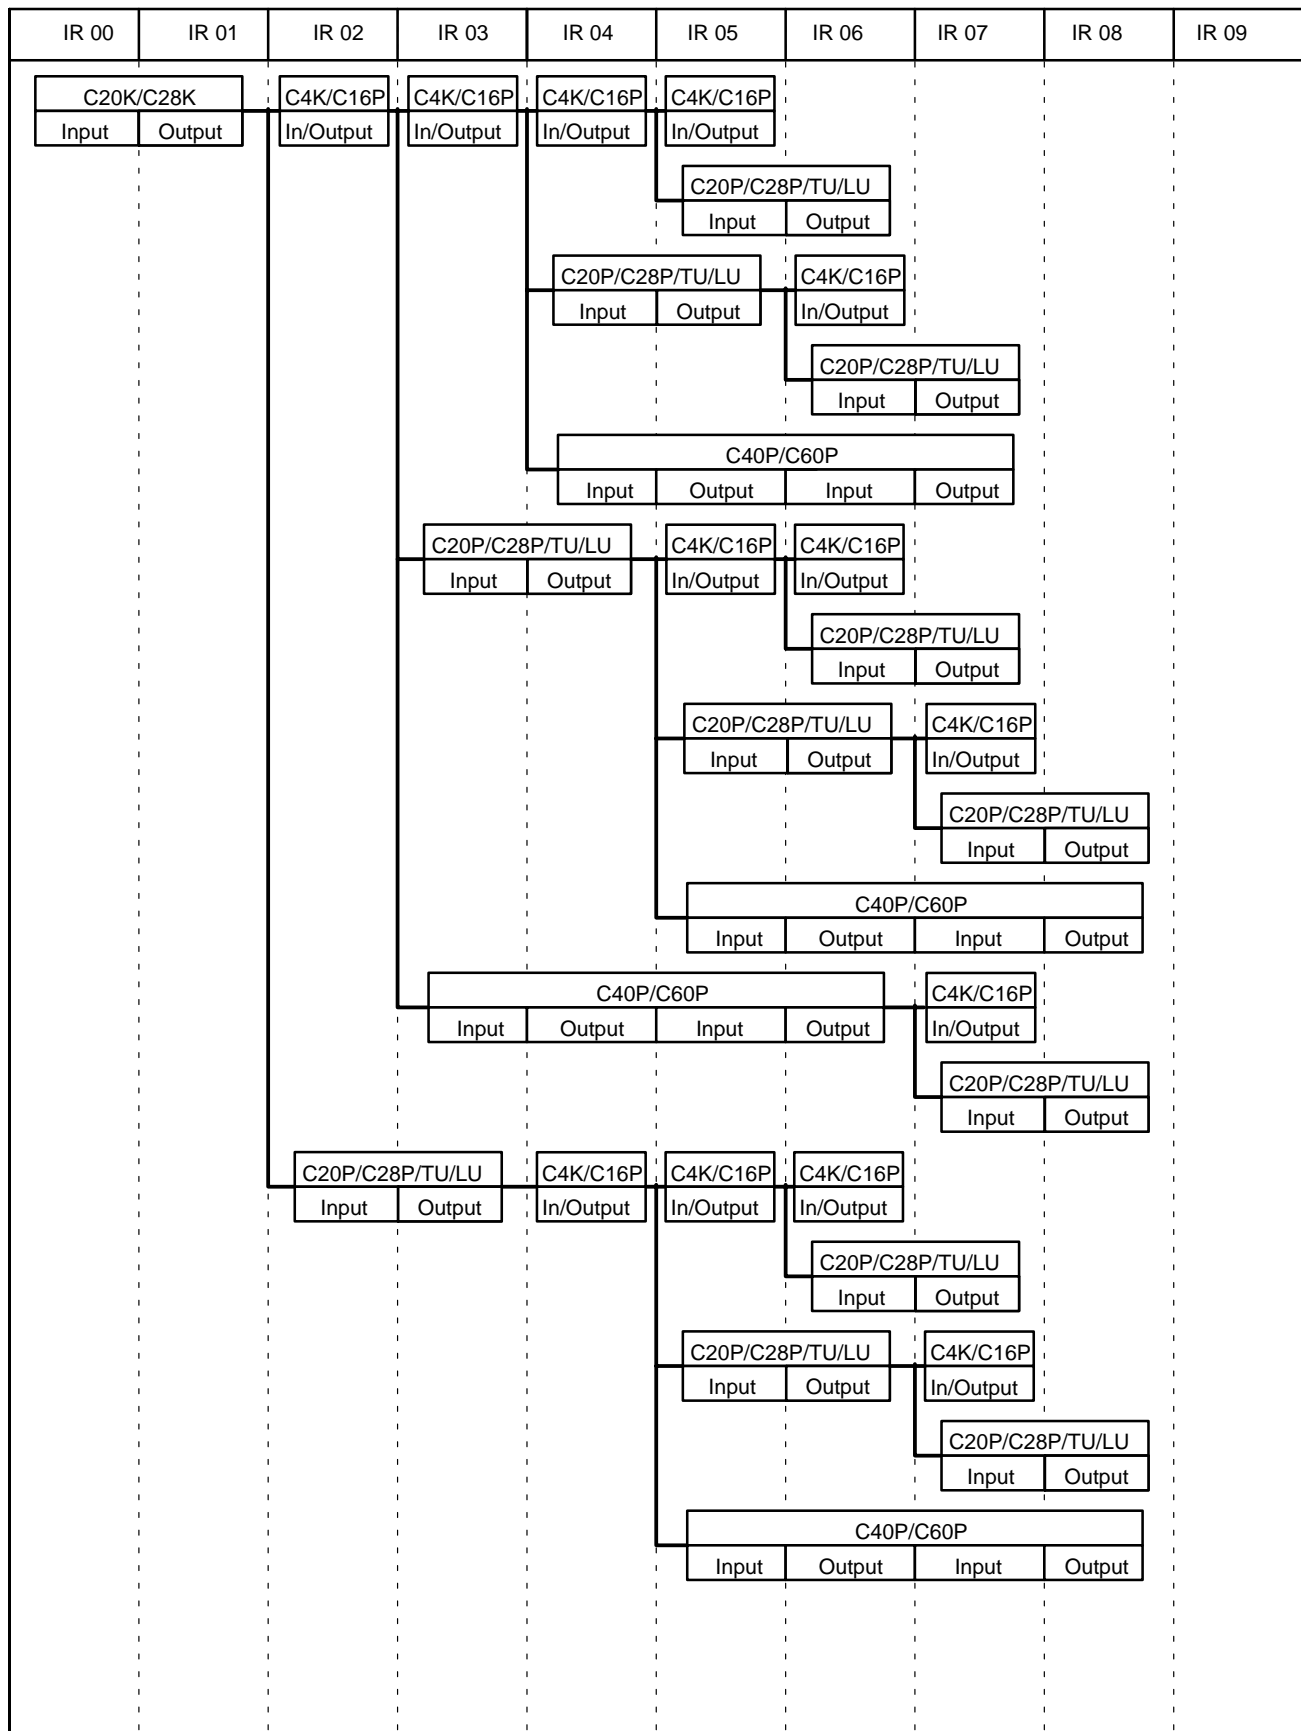 IR 00 IR 01 IR 02 IR 03 IR 04 IR 05 IR 06 IR 07 IR 08 IR 09
C20K/C28K C4K/C16P C4K/C16P C4K/C16P C4K/C16P
Input Output In/Output In/Output In/Output In/Output
C20P/C28P/TU/LU
Input Output
C20P/C28P/TU/LU C4K/C16P
Input Output In/Output
C20P/C28P/TU/LU
Input Output
C40P/C60P
Input Output Input Output
C20P/C28P/TU/LU C4K/C16P C4K/C16P
Input Output In/Output In/Output
C20P/C28P/TU/LU
Input Output
C20P/C28P/TU/LU C4K/C16P
Input Output In/Output
C20P/C28P/TU/LU
Input Output
C40P/C60P
Input Output Input Output
C40P/C60P C4K/C16P
Input Output Input Output In/Output
C20P/C28P/TU/LU
Input Output
C20P/C28P/TU/LU C4K/C16P C4K/C16P C4K/C16P
Input Output In/Output In/Output In/Output
C20P/C28P/TU/LU
Input Output
C20P/C28P/TU/LU C4K/C16P
Input Output In/Output
C20P/C28P/TU/LU
Input Output
C40P/C60P
Input Output Input Output